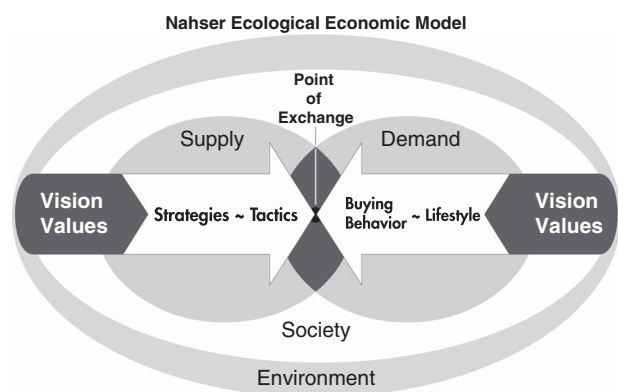 Nahser Ecological Economic Model
Point
of
Exchange
Supply
Demand
Vision
Values
Strategies ~ Tactics
Buying
Behavior ~ Lifestyle
Vision
Values
Society
Environment